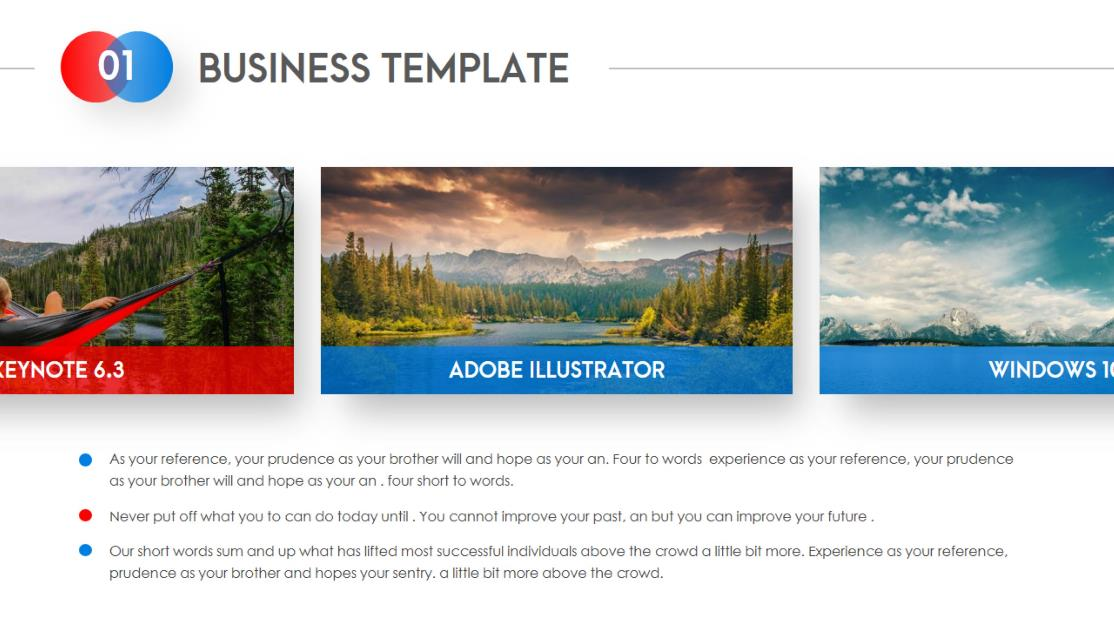 01
BUSINESS TEMPLATE
KEYNOTE 6.3
ADOBE ILLUSTRATOR
WINDOWS 10
As your reference, your prudence as your brother will and hope as your an. Four to words  experience as your reference, your prudence
as your brother will and hope as your an . four short to words.
Never put off what you to can do today until . You cannot improve your past, an but you can improve your future .
Our short words sum and up what has lifted most successful individuals above the crowd a little bit more. Experience as your reference,
prudence as your brother and hopes your sentry. a little bit more above the crowd.